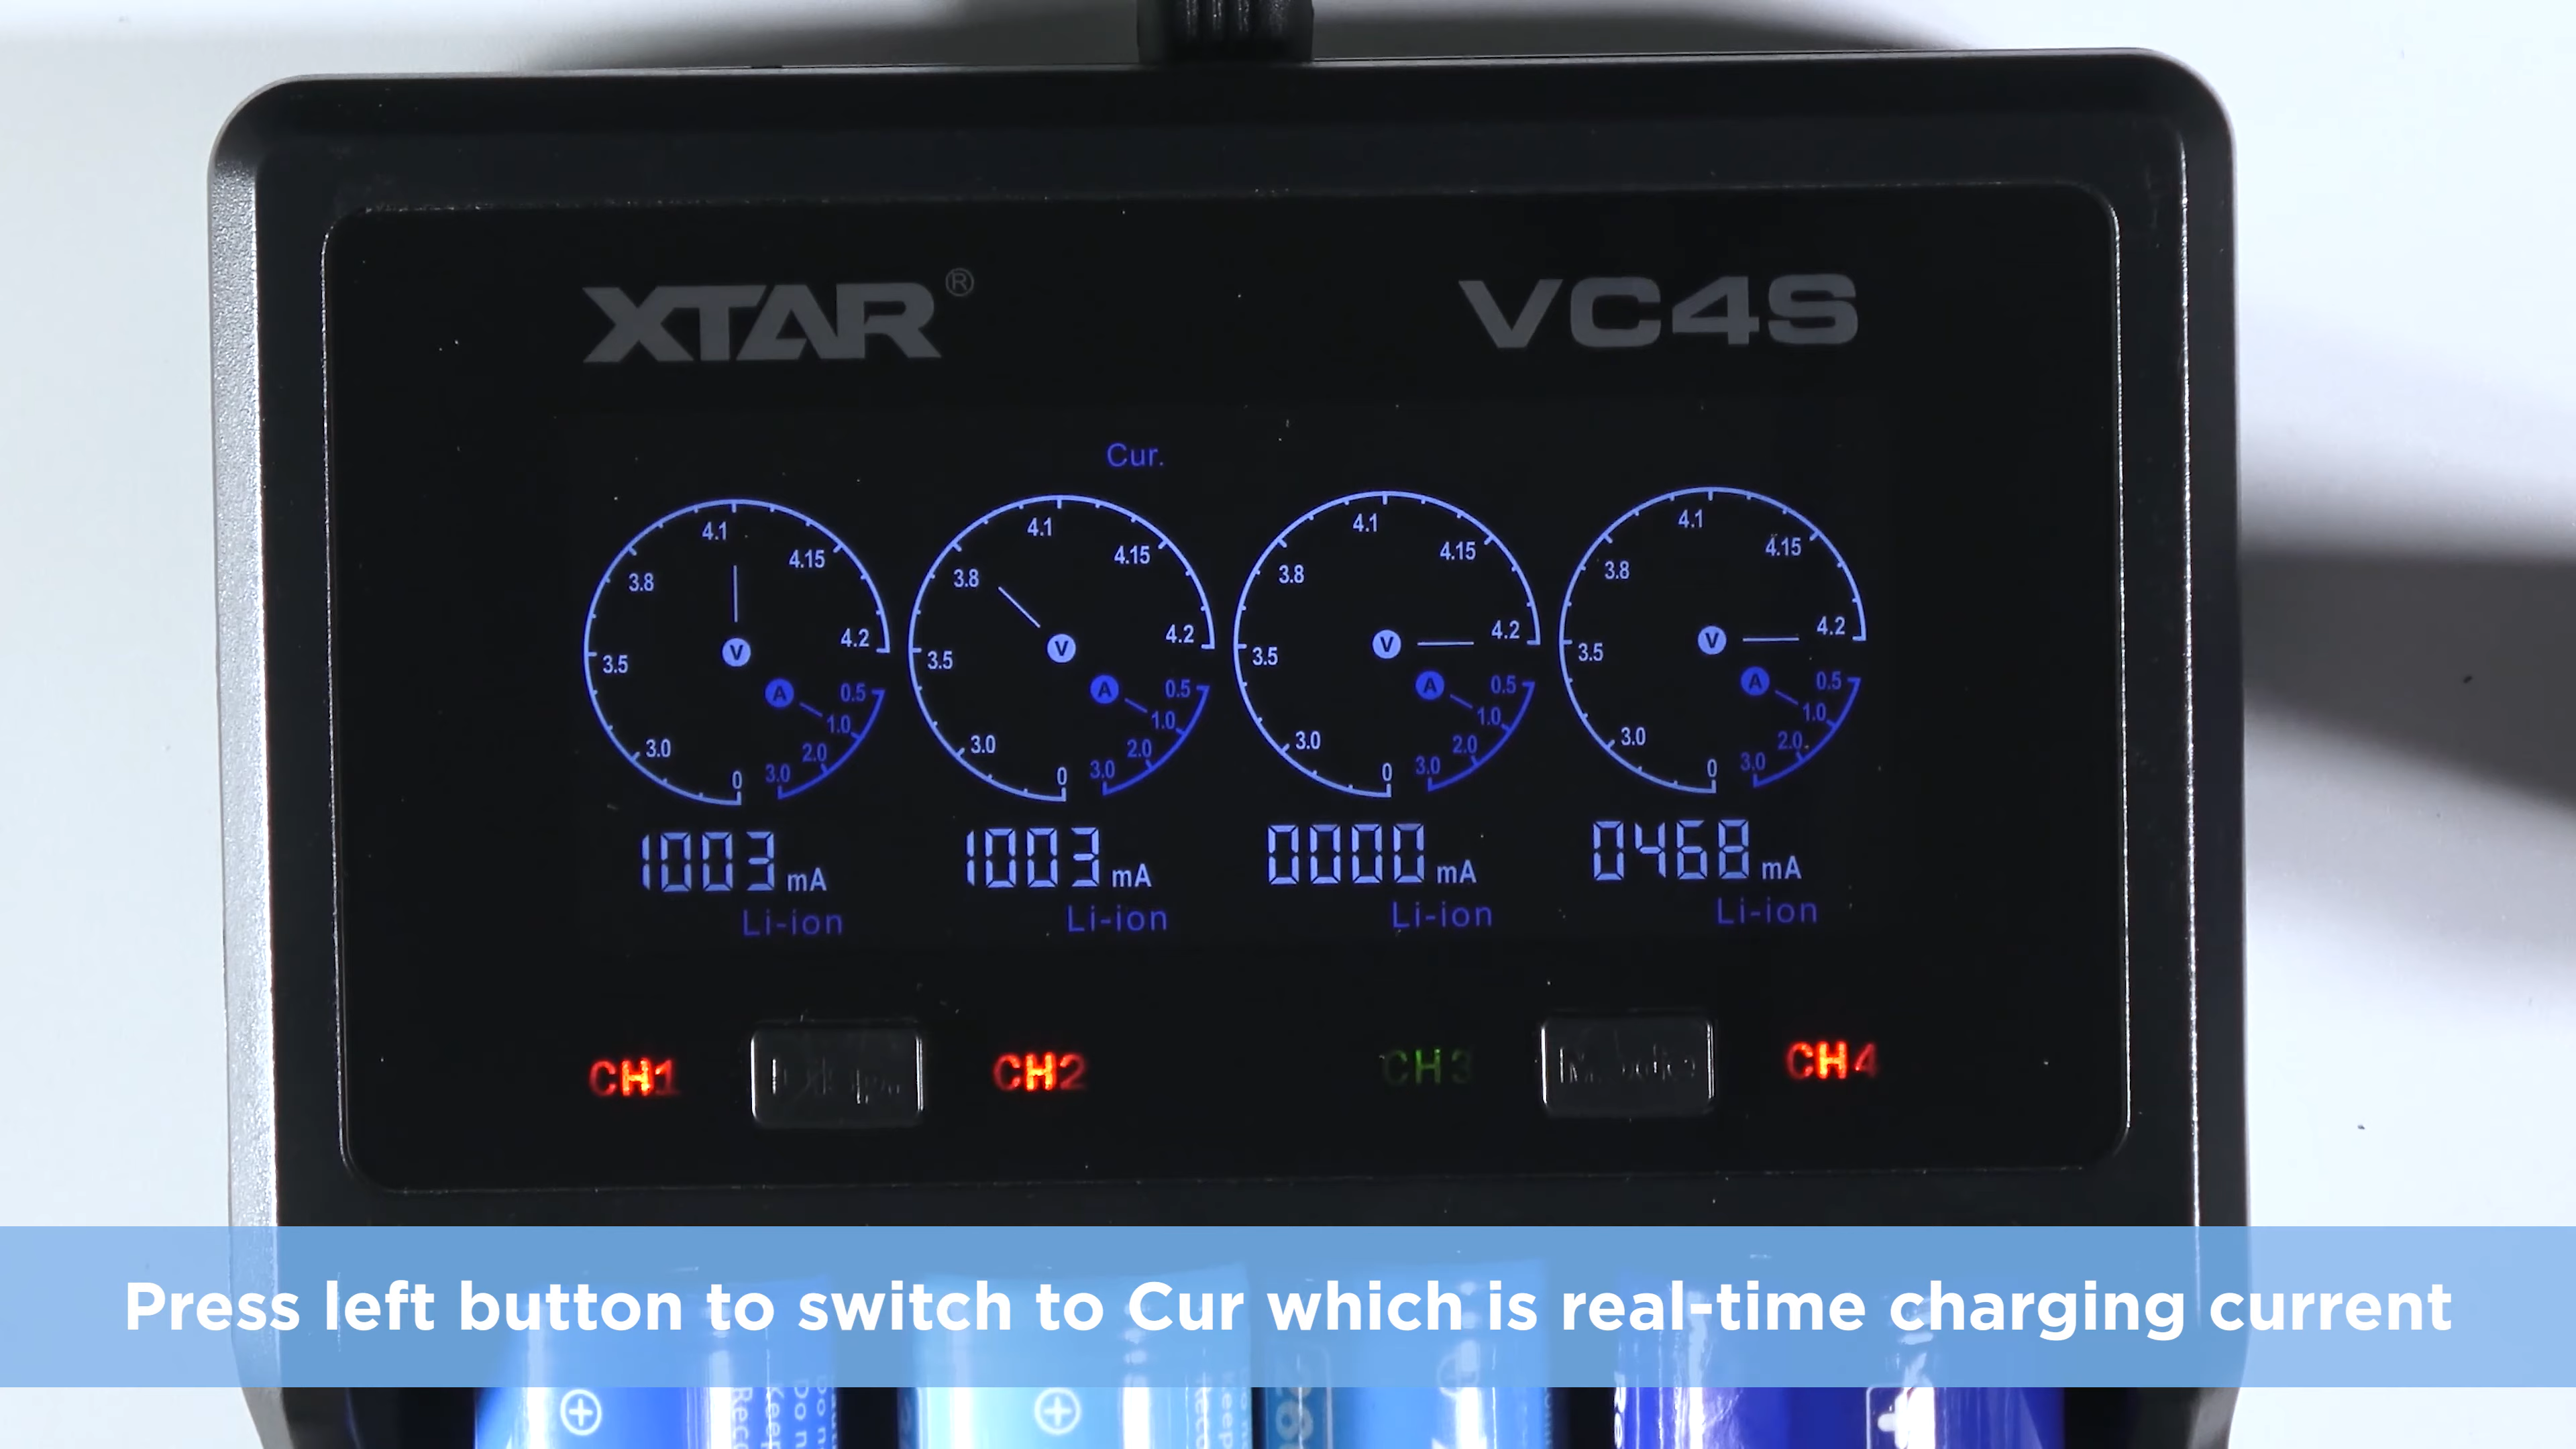 XTAR® VC4S
Cur.
4.1 4.1 4.1 4.1
4.15 4.15 4.15 4.15
3.8 3.8 3.8 3.8
4.2 4.2 4.2 4.2
V V V V
3.5 3.5 3.5 3.5
A 0.5 A 0.5 A 0.5 A 0.5
1.0 1.0 1.0 1.0
3.0 2.0 3.0 2.0 3.0 2.0 3.0 2.0
0 3.0 0 3.0 0 3.0 0 3.0
1003 mA 1003 mA 0000 mA 0468 mA
Li-ion Li-ion Li-ion Li-ion
CH1 CH2 CH3 CH4
Press left button to switch to Cur which is real-time charging current